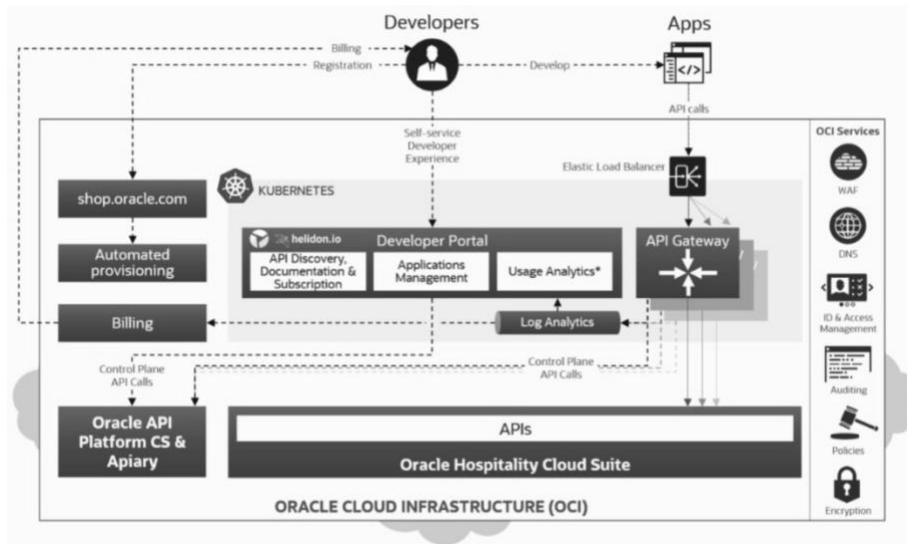 Developers
Apps
Billing
Registration
Develop
API calls
Self-service
Developer
Experience
Elastic Load Balancer
OCI Services
WAF
DNS
ID & Access
Management
Auditing
Policies
Encryption
shop.oracle.com
Automated
provisioning
Billing
KUBERNETES
helidon.io
Developer Portal
API Discovery,
Documentation &
Subscription
Applications
Management
Usage Analytics*
API Gateway
Log Analytics
Control Plane
API Calls
Control Plane
API Calls
Oracle API
Platform CS &
Apiary
APIs
Oracle Hospitality Cloud Suite
ORACLE CLOUD INFRASTRUCTURE (OCI)